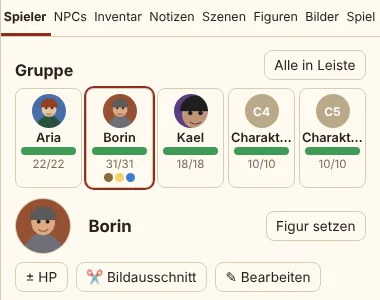 Spieler NPCs Inventar Notizen Szenen Figuren Bilder Spiel
Gruppe
Alle in Leiste
C4 C5
Aria Borin Kael Charakt... Charakt...
22/22 31/31 18/18 10/10 10/10
Borin
Figur setzen
± HP ✂️ Bildausschnitt ✎ Bearbeiten